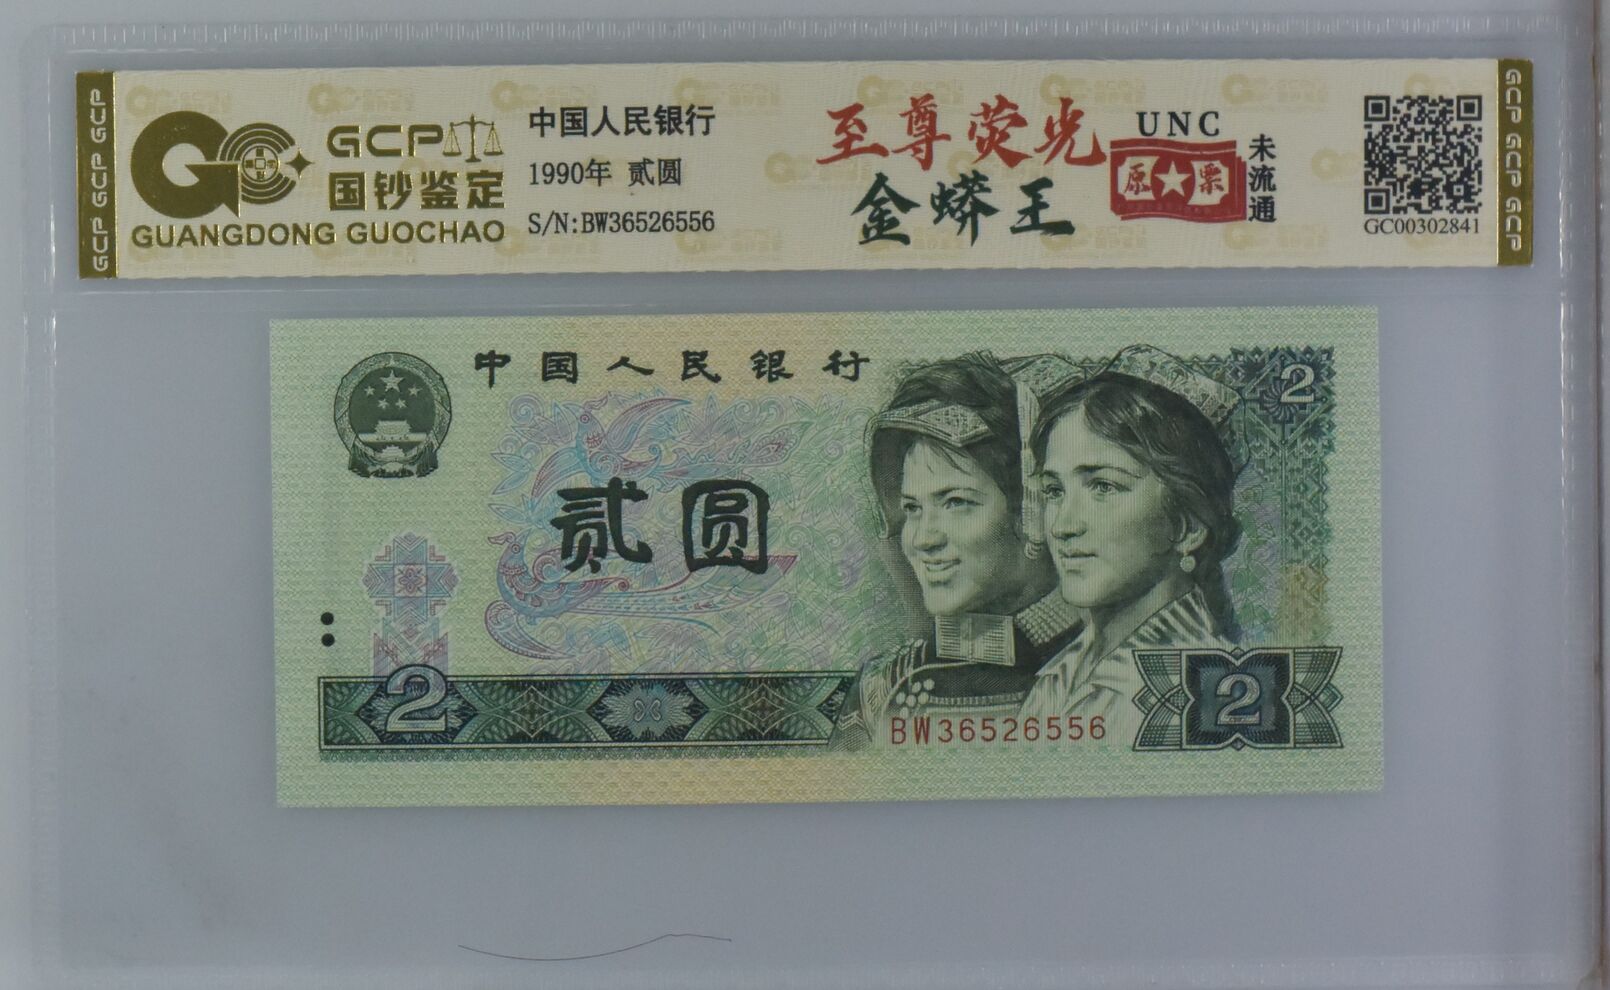 GCP GCP GCP
GCP
国钞鉴定
GUANGDONG GUOCHAO
中国人民银行
1990年 贰圆
S/N:BW36526556
至尊荧光
金蟒王
UNC
原★票
未流通
GC00302841
GCP GCP GCP
中国人民银行
2
贰圆
2
BW36526556
2